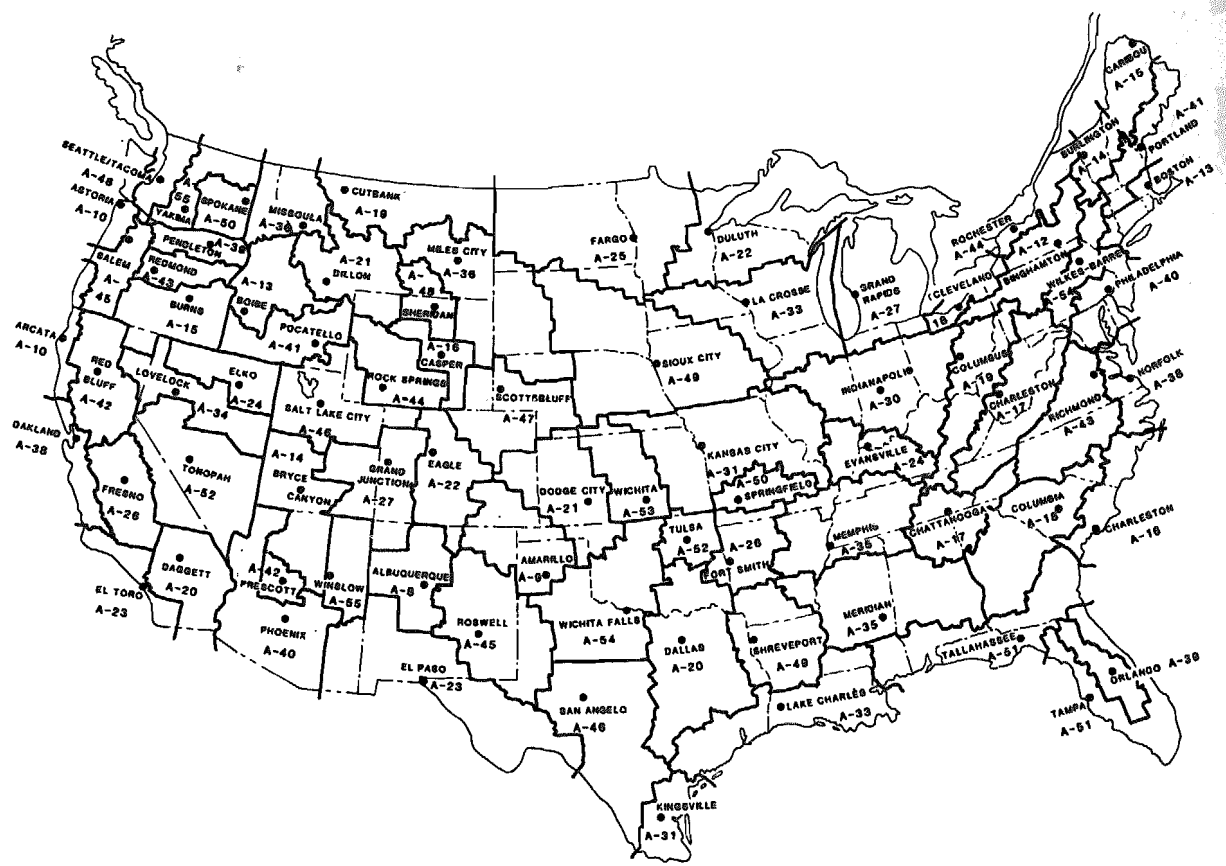 CARIBOU
A-15
A-41
PORTLAND
BURLINGTON
A-14
BOSTON
A-13
SEATTLE/TACOMA
A-48
ASTORIA
A-10
A-
55
YAKIMA
SPOKANE
A-50
MISSOULA
A-36
CUTBANK
A-19
PENDLETON
A-39
SALEM
A-
45
REDMOND
A-43
BURNS
A-15
A-13
BOISE
A-21
DILLON
MILES CITY
A-36
A-
48
SHERIDAN
POCATELLO
A-41
A-16
CASPER
ROCK SPRINGS
A-44
FARGO
A-25
DULUTH
A-22
LA CROSSE
A-33
GRAND
RAPIDS
A-27
ROCHESTER
A-44
A-12
BINGHAMTON
WILKES-BARRE
A-54
PHILADELPHIA
A-40
CLEVELAND
18
ARCATA
A-10
RED
BLUFF
A-42
LOVELOCK
A-34
ELKO
A-24
SALT LAKE CITY
A-46
SCOTTSBLUFF
A-47
SIOUX CITY
A-49
INDIANAPOLIS
A-30
COLUMBUS
A-19
CHARLESTON
A-17
RICHMOND
A-43
NORFOLK
A-38
OAKLAND
A-38
FRESNO
A-26
TONOPAH
A-52
A-14
BRYCE
CANYON
GRAND
JUNCTION
A-27
EAGLE
A-22
DODGE CITY
A-21
WICHITA
A-53
KANSAS CITY
A-31
A-50
SPRINGFIELD
EVANSVILLE
A-24
EL TORO
A-23
DAGGETT
A-20
A-42
PRESCOTT
PHOENIX
A-40
WINSLOW
A-55
ALBUQUERQUE
A-8
AMARILLO
A-6
TULSA
A-52
A-26
FORT SMITH
MEMPHIS
A-35
CHATTANOOGA
A-17
COLUMBIA
A-18
CHARLESTON
A-16
ROSWELL
A-45
EL PASO
A-23
WICHITA FALLS
A-54
DALLAS
A-20
SHREVEPORT
A-49
MERIDIAN
A-35
TALLAHASSEE
A-51
ORLANDO A-39
TAMPA
A-51
SAN ANGELO
A-46
LAKE CHARLES
A-33
KINGSVILLE
A-31